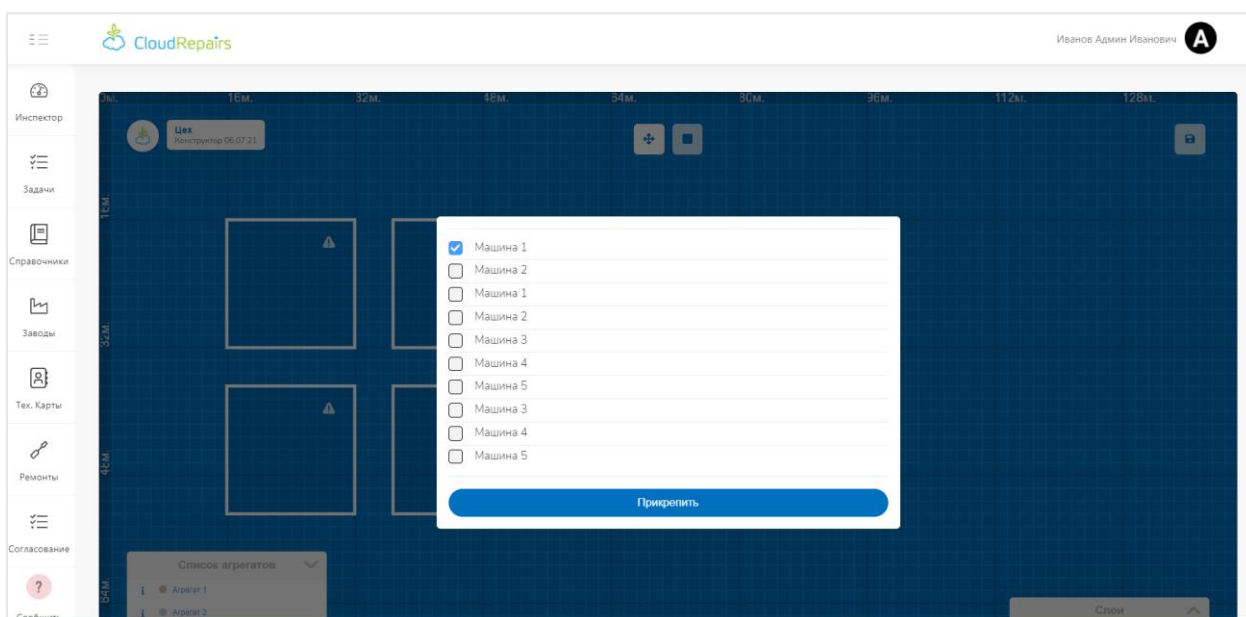 CloudRepairs
Иванов Админ Иванович
A
Инспектор
Задачи
Справочники
Заводы
Тех. Карты
Ремонты
Согласование
?
0м. 16м. 32м. 48м. 64м. 80м. 96м. 112м. 128м.
Цех
Конструктор 06.07.21
16м.
32м.
48м.
64м.
Машина 1
Машина 2
Машина 1
Машина 2
Машина 3
Машина 4
Машина 5
Машина 3
Машина 4
Машина 5
Прикрепить
Список агрегатов
i Агрегат 1
i Агрегат 2
Слои